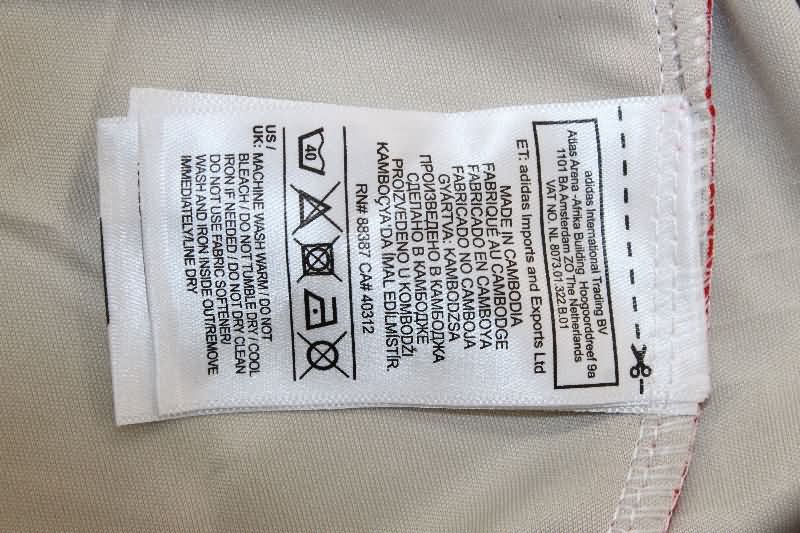 adidas International Trading BV
Atlas Arena -Afrika Building Hoogoorddreef 9a
1101 BA Amsterdam ZO The Netherlands
VAT NO. NL 8073.01.322.B.01
ET: adidas Imports and Exports Ltd
MADE IN CAMBODIA
FABRIQUÉ AU CAMBODGE
FABRICADO EN CAMBOYA
FABRICADO NO CAMBOJA
GYÁRTVA: KAMBODZSA
ПРОИЗВЕДЕНО В КАМБОДЖА
СДЕЛАНО В КАМБОДЖЕ
PROIZVEDENO U KOMBODŽI
KAMBOÇYA'DA İMAL EDİLMİŞTİR.
RN# 88387 CA# 40312
40
US /
UK: MACHINE WASH WARM / DO NOT
BLEACH / DO NOT TUMBLE DRY / COOL
IRON IF NEEDED / DO NOT DRY CLEAN
DO NOT USE FABRIC SOFTENER/
WASH AND IRON INSIDE OUT/REMOVE
IMMEDIATELY/LINE DRY